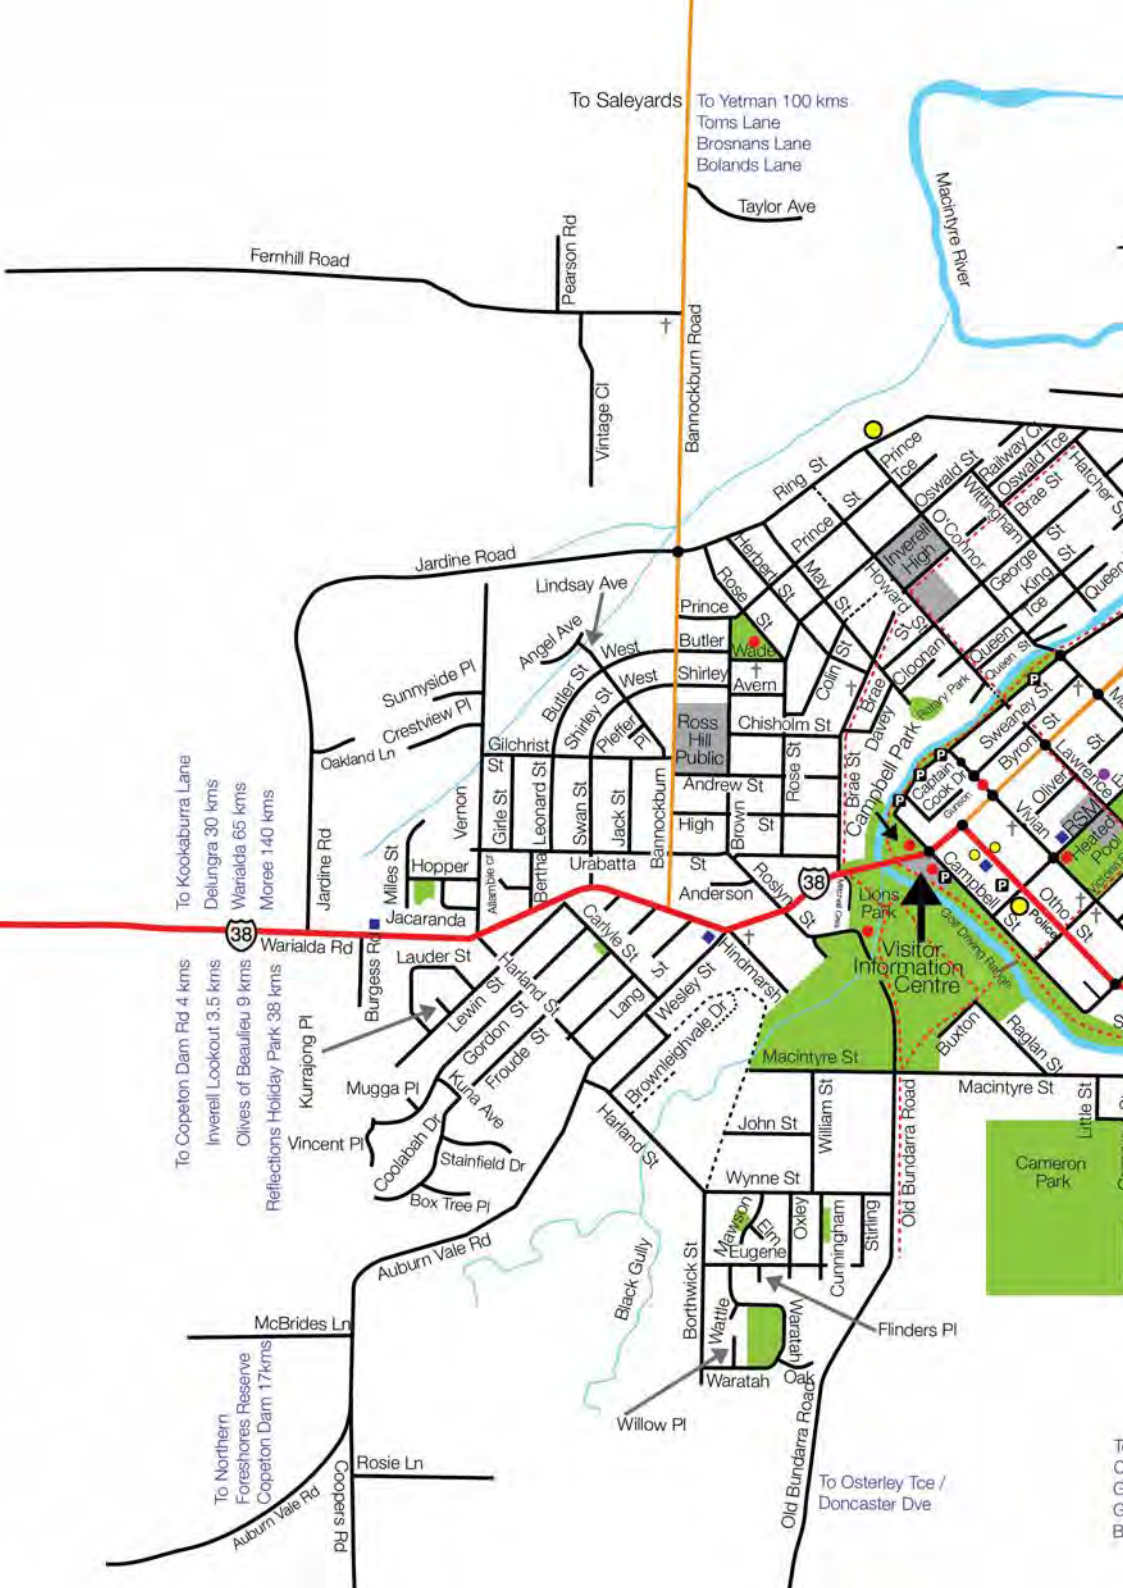 To Saleyards
To Yetman 100 kms
Toms Lane
Brosnans Lane
Bolands Lane
Taylor Ave
Macintyre River
Fernhill Road
Pearson Rd
Vintage Cl
Bannockburn Road
Ring St
Prince
Tce
Oswald St
Railway
Oswald Tce
Hatcher St
Wittingham
Brae St
O'Connor
Prince St
Inverell
High
George St
King St
Queen
Jardine Road
Herbert St
Rose St
May St
Howard St
Tce
Queen
Queen St
Lindsay Ave
Angel Ave
Prince
Butler
Wade
West
West
Shirley
Avern
Colin St
Brae St
Cloonan
Rotary Park
Sunnyside Pl
Crestview Pl
Oakland Ln
Butler St
Shirley St
Pleffer Pl
Ross
Hill
Public
Chisholm St
Davey
Campbell Park
Sweaney St
Byron St
Lawrence St
Gilchrist
St
Andrew St
Rose St
Brae St
Captain
Cook Dr
Gunson
Oliver
Vivian
RSM
Heated
Pool
Victoria
Vernon
Girle St
Leonard St
Swan St
Jack St
Bannockburn
High St
Brown
To Kookaburra Lane
Delungra 30 kms
Warialda 65 kms
Moree 140 kms
Jardine Rd
Miles St
Hopper
Jacaranda
Allambie cr
Bertha
Urabatta St
Anderson
Roslyn St
38
Mitchell Cres
Lions
Park
Campbell St
Otho St
Police
Golf Driving Range
Visitor
Information
Centre
38
Warialda Rd
Burgess Rd
Lauder St
Carlyle St
Hindmarsh
Harland St
Lewin St
Gordon St
Froude St
Lang
Wesley St
Brownleighvale Dr
Kurrajong Pl
Buxton
Raglan St
Macintyre St
Macintyre St
Little St
To Copeton Dam Rd 4 kms
Inverell Lookout 3.5 kms
Olives of Beaulieu 9 kms
Reflections Holiday Park 38 kms
Mugga Pl
Kuna Ave
Vincent Pl
Coolabah Dr
Stainfield Dr
Box Tree Pl
Harland St
John St
William St
Old Bundarra Road
Wynne St
Cameron
Park
Mawson
Elm
Eugene
Oxley
Cunningham
Stirling
Auburn Vale Rd
Black Gully
Borthwick St
McBrides Ln
Wattle
Waratah
Flinders Pl
Waratah
Oak
Willow Pl
To Northern
Foreshores Reserve
Copeton Dam 17kms
Auburn Vale Rd
Coopers Rd
Rosie Ln
Old Bundarra Road
To Osterley Tce /
Doncaster Dve
P
P
P
P
P
P